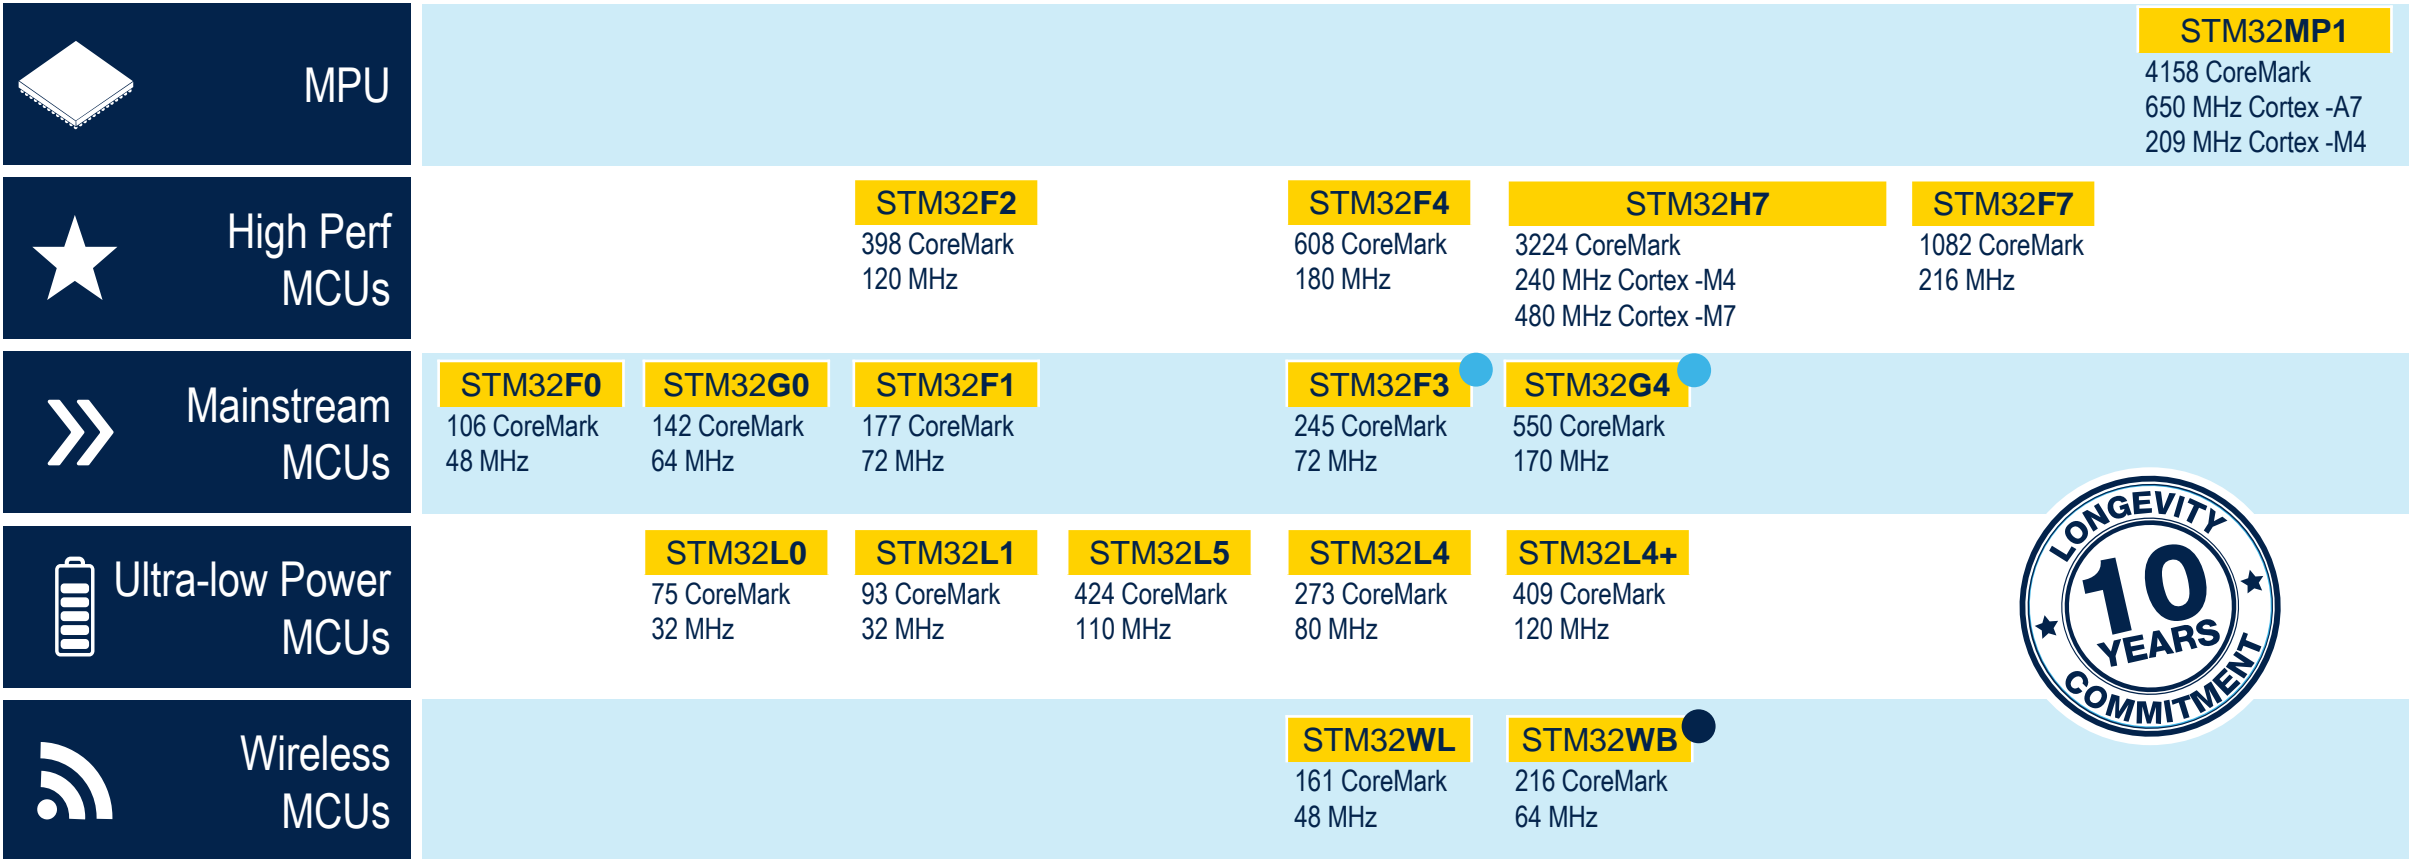 MPU
STM32MP1
4158 CoreMark
650 MHz Cortex -A7
209 MHz Cortex -M4
High Perf
MCUs
STM32F2
398 CoreMark
120 MHz
STM32F4
608 CoreMark
180 MHz
STM32H7
3224 CoreMark
240 MHz Cortex -M4
480 MHz Cortex -M7
STM32F7
1082 CoreMark
216 MHz
Mainstream
MCUs
STM32F0
106 CoreMark
48 MHz
STM32G0
142 CoreMark
64 MHz
STM32F1
177 CoreMark
72 MHz
STM32F3
245 CoreMark
72 MHz
STM32G4
550 CoreMark
170 MHz
Ultra-low Power
MCUs
STM32L0
75 CoreMark
32 MHz
STM32L1
93 CoreMark
32 MHz
STM32L5
424 CoreMark
110 MHz
STM32L4
273 CoreMark
80 MHz
STM32L4+
409 CoreMark
120 MHz
LONGEVITY
10
YEARS
COMMITMENT
Wireless
MCUs
STM32WL
161 CoreMark
48 MHz
STM32WB
216 CoreMark
64 MHz